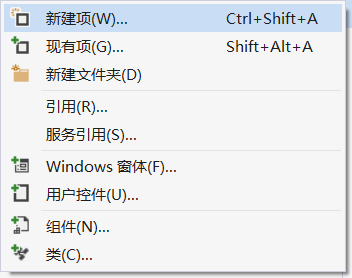 新建项(W)... Ctrl+Shift+A
现有项(G)... Shift+Alt+A
新建文件夹(D)
引用(R)...
服务引用(S)...
Windows 窗体(F)...
用户控件(U)...
组件(N)...
类(C)...